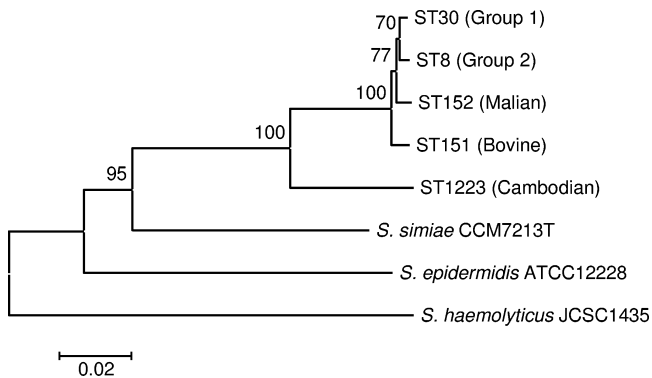 70
ST30 (Group 1)
77
ST8 (Group 2)
100
ST152 (Malian)
100
ST151 (Bovine)
95
ST1223 (Cambodian)
S. simiae CCM7213T
S. epidermidis ATCC12228
S. haemolyticus JCSC1435
0.02